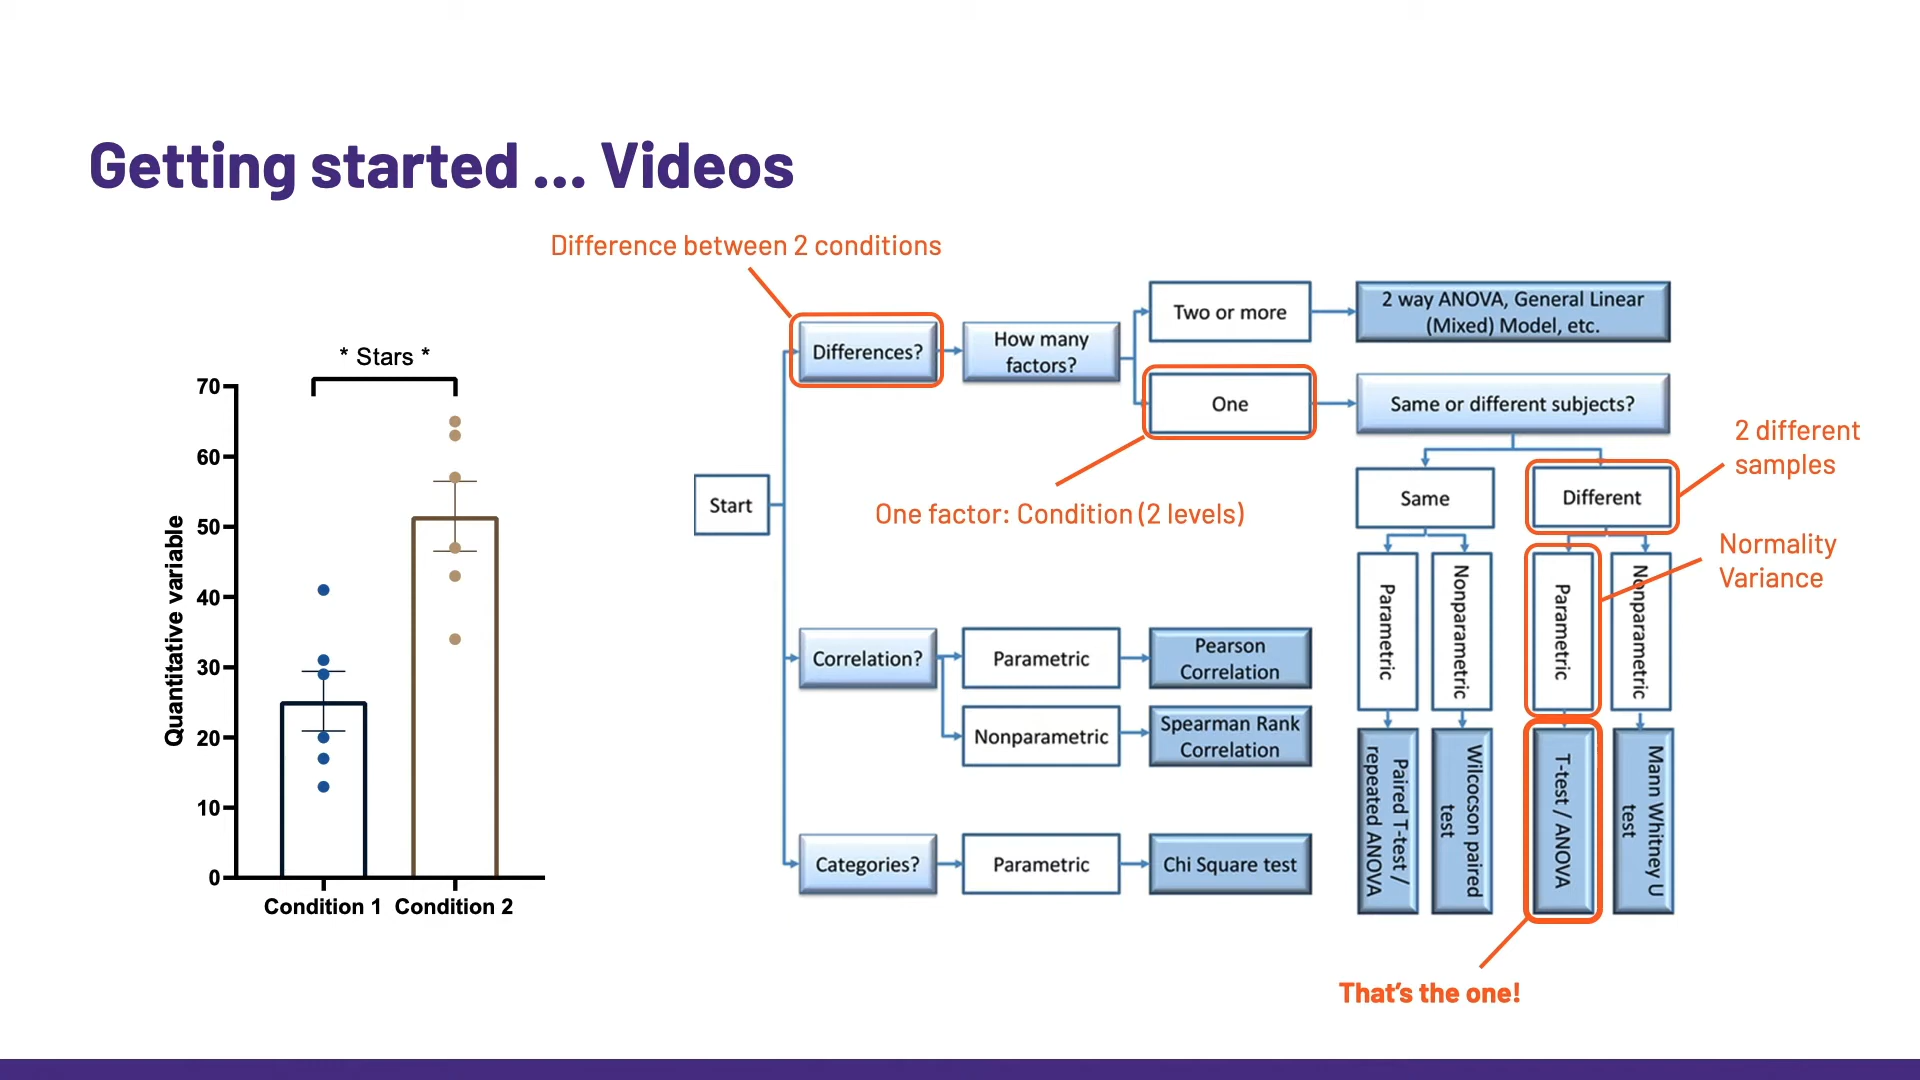 Getting started ... Videos
Difference between 2 conditions
* Stars *
70
60
50
40
30
20
10
0
Quantitative variable
Condition 1
Condition 2
Start
Differences?
How many
factors?
Two or more
2 way ANOVA, General Linear
(Mixed) Model, etc.
One
Same or different subjects?
One factor: Condition (2 levels)
2 different
samples
Same
Different
Normality
Variance
Parametric
Nonparametric
Parametric
Nonparametric
Paired T-test /
repeated ANOVA
Wilcocson paired
test
T-test / ANOVA
Mann Whitney U
test
Correlation?
Parametric
Pearson
Correlation
Nonparametric
Spearman Rank
Correlation
Categories?
Parametric
Chi Square test
That's the one!